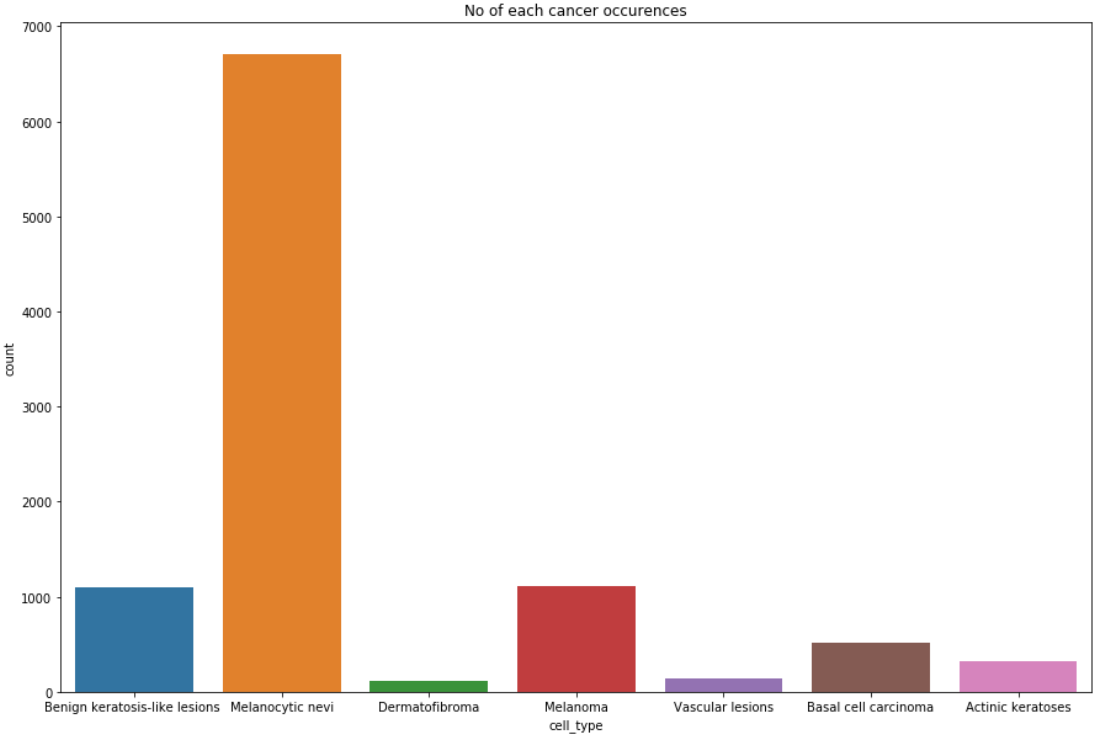 No of each cancer occurences
7000
6000
5000
4000
3000
2000
1000
0
count
Benign keratosis-like lesions Melanocytic nevi Dermatofibroma Melanoma Vascular lesions Basal cell carcinoma Actinic keratoses
cell_type